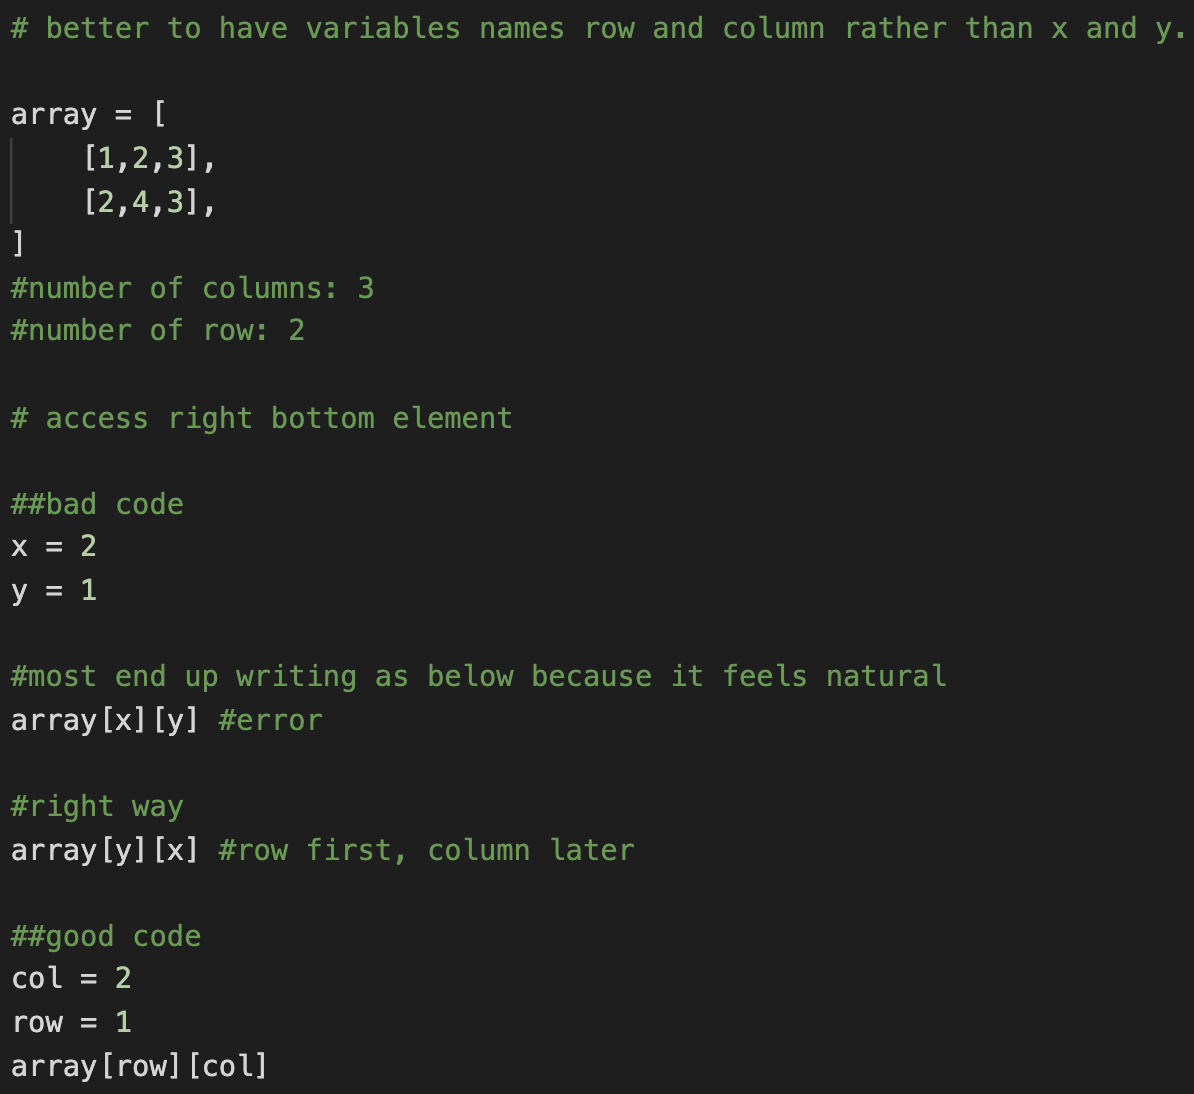 # better to have variables names row and column rather than x and y.
array = [
    [1,2,3],
    [2,4,3],
]
#number of columns: 3
#number of row: 2
# access right bottom element
##bad code
x = 2
y = 1
#most end up writing as below because it feels natural
array[x][y] #error
#right way
array[y][x] #row first, column later
##good code
col = 2
row = 1
array[row][col]